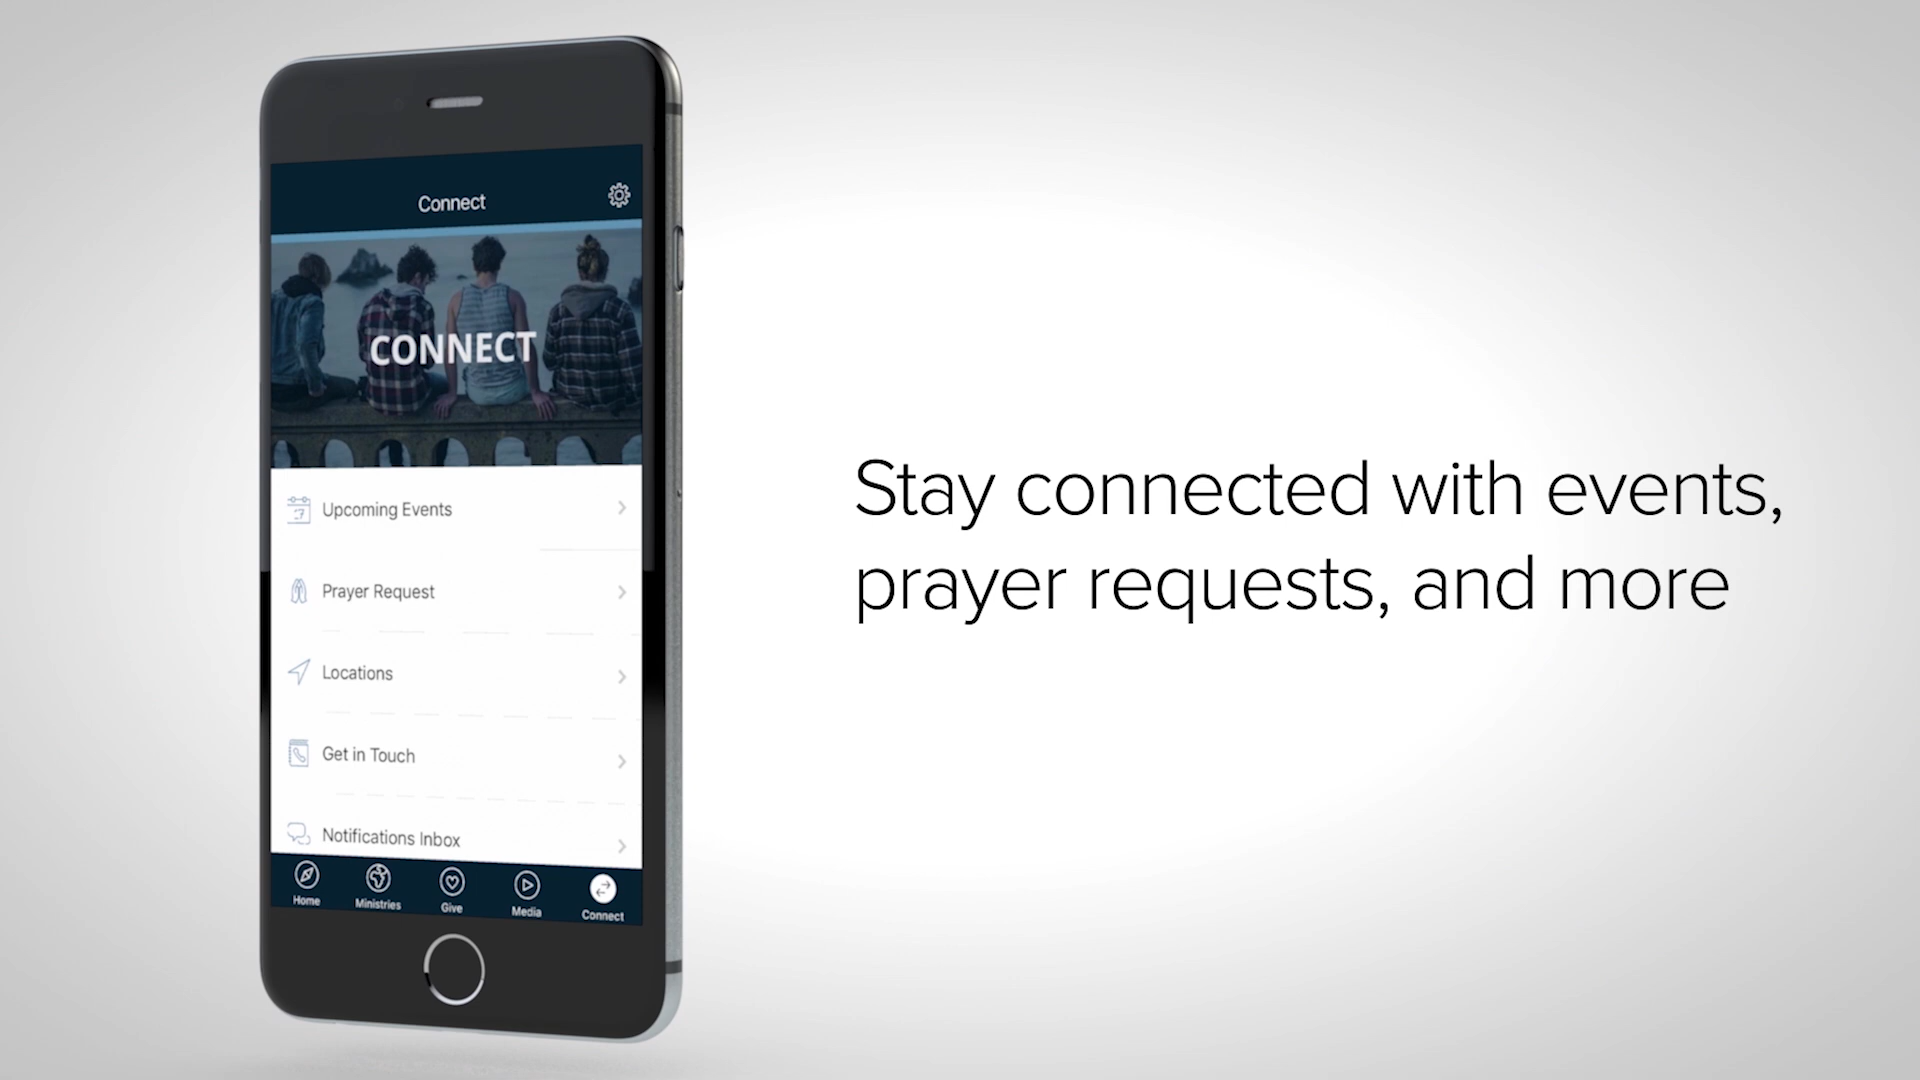 Connect
CONNECT
Upcoming Events
Prayer Request
Locations
Get in Touch
Notifications Inbox
Home
Ministries
Give
Media
Connect
Stay connected with events,
prayer requests, and more